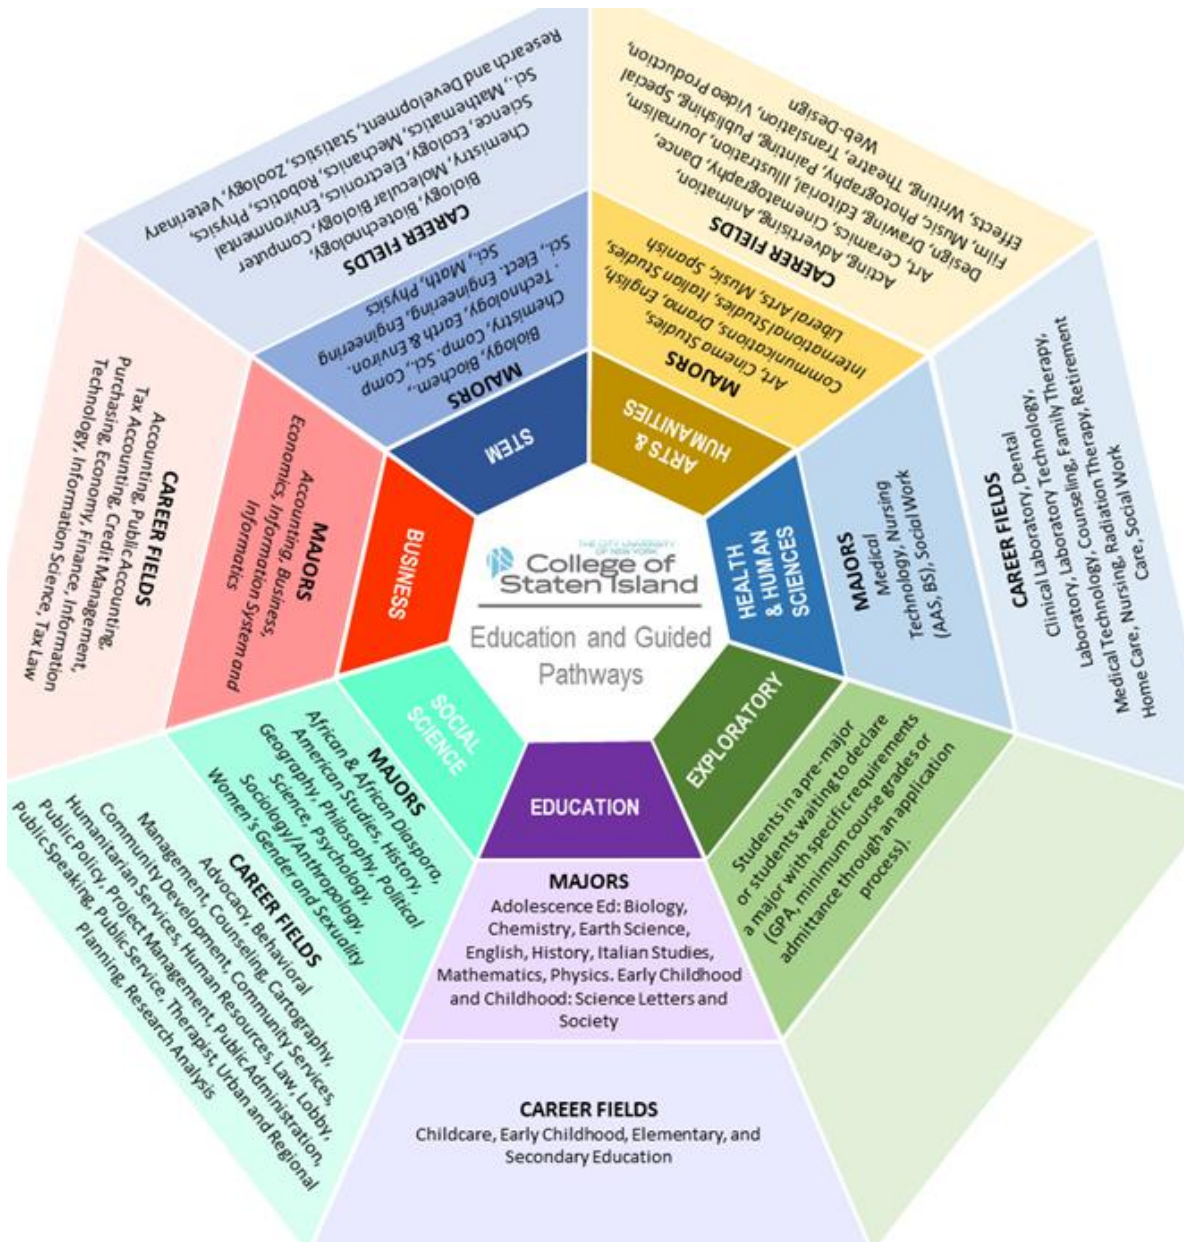 THE CITY UNIVERSITY
OF NEW YORK
College of
Staten Island
Education and Guided
Pathways
STEM
MAJORS
Biology, Biochem.,
Chemistry, Comp. Sci., Comp
. Technology, Earth & Environ.
Sci., Elect. Engineering, Engineering
Sci., Math, Physics
CAREER FIELDS
Biology, Biotechnology,
Chemistry, Molecular Biology, Computer
Science, Ecology, Electronics, Environmental
Sci., Mathematics, Mechanics, Robotics, Physics,
Research and Development, Statistics, Zoology, Veterinary
ARTS &
HUMANITIES
MAJORS
Art, Cinema Studies,
Communications, Drama, English
International Studies, Italian Studies,
Liberal Arts, Music, Spanish
CAERER FIELDS
Acting, Advertising, Animation,
Art, Ceramics, Cinematography, Dance,
Design, Drawing, Editorial, Illustration, Journalism,
Film, Music, Photography, Painting, Publishing, Special
Effects, Writing, Theatre, Translation, Video Production,
Web-Design
HEALTH
& HUMAN
SCIENCES
MAJORS
Medical
Technology, Nursing
(AAS, BS), Social Work
CAREER FIELDS
Clinical Laboratory, Dental
Laboratory, Laboratory Technology,
Medical Technology, Counseling, Family Therapy,
Home Care, Nursing, Radiation Therapy, Retirement
Care, Social Work
EXPLORATORY
Students in a pre-major
or students waiting to declare
a major with specific requirements
(GPA, minimum course grades or
admittance through an application
process).
EDUCATION
MAJORS
Adolescence Ed: Biology,
Chemistry, Earth Science,
English, History, Italian Studies,
Mathematics, Physics. Early Childhood
and Childhood: Science Letters and
Society
CAREER FIELDS
Childcare, Early Childhood, Elementary, and
Secondary Education
SOCIAL
SCIENCE
MAJORS
African & African Diaspora,
American Studies, History,
Geography, Philosophy, Political
Science, Psychology,
Sociology/Anthropology,
Women's Gender and Sexuality
CAREER FIELDS
Advocacy, Behavioral
Management, Counseling, Cartography,
Community Development, Community Services,
Humanitarian Services, Human Resources, Law, Lobby,
Public Policy, Project Management, Public Administration,
Public-Speaking, Public Service, Therapist, Urban and Regional
Planning, Research Analysis
BUSINESS
MAJORS
Accounting, Business,
Economics, Information System and
Informatics
CAREER FIELDS
Accounting, Public Accounting,
Tax Accounting, Credit Management,
Purchasing, Economy, Finance, Information
Technology, Information Science, Tax Law